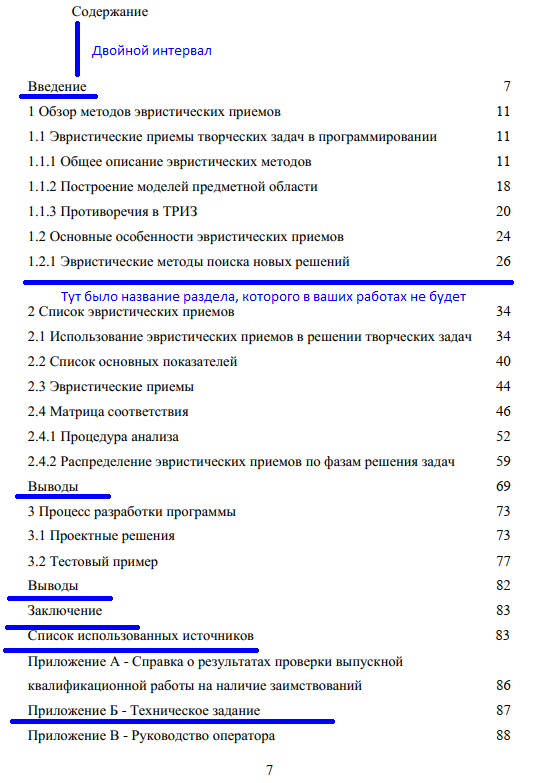 Содержание
Двойной интервал
Введение 7
1 Обзор методов эвристических приемов 11
1.1 Эвристические приемы творческих задач в программировании 11
1.1.1 Общее описание эвристических методов 11
1.1.2 Построение моделей предметной области 18
1.1.3 Противоречия в ТРИЗ 20
1.2 Основные особенности эвристических приемов 24
1.2.1 Эвристические методы поиска новых решений 26
Тут было название раздела, которого в ваших работах не будет
2 Список эвристических приемов 34
2.1 Использование эвристических приемов в решении творческих задач 34
2.2 Список основных показателей 40
2.3 Эвристические приемы 44
2.4 Матрица соответствия 46
2.4.1 Процедура анализа 52
2.4.2 Распределение эвристических приемов по фазам решения задач 59
Выводы 69
3 Процесс разработки программы 73
3.1 Проектные решения 73
3.2 Тестовый пример 77
Выводы 82
Заключение 83
Список использованных источников 83
Приложение А - Справка о результатах проверки выпускной
квалификационной работы на наличие заимствований 86
Приложение Б - Техническое задание 87
Приложение В - Руководство оператора 88
7